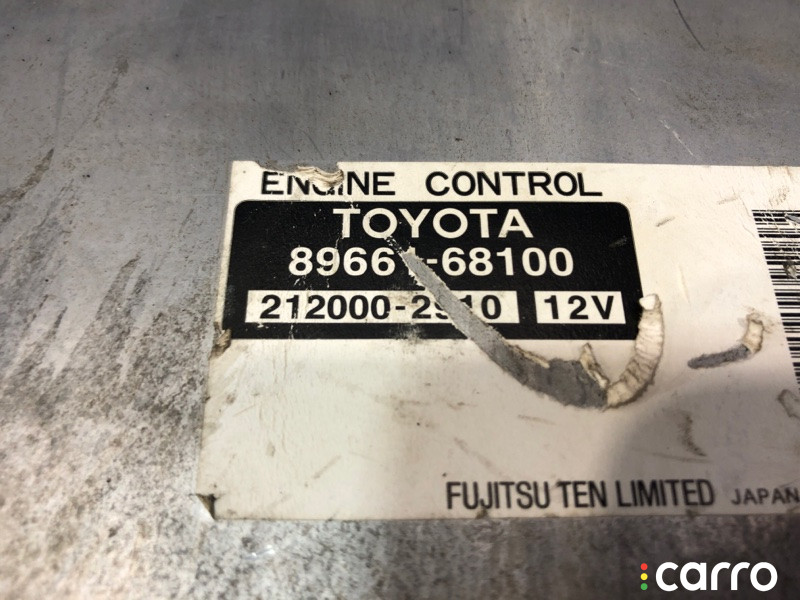 ENGINE CONTROL
TOYOTA
FUJITSU TEN LIMITED JAPAN
12V
carro